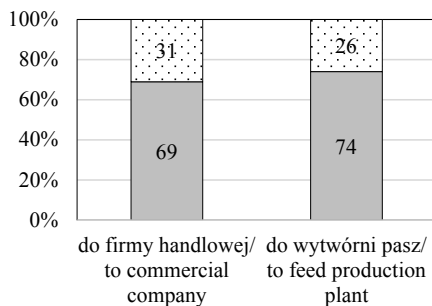 100%
80%
60%
40%
20%
0%
31
69
26
74
do firmy handlowej/
to commercial
company
do wytwórni pasz/
to feed production
plant